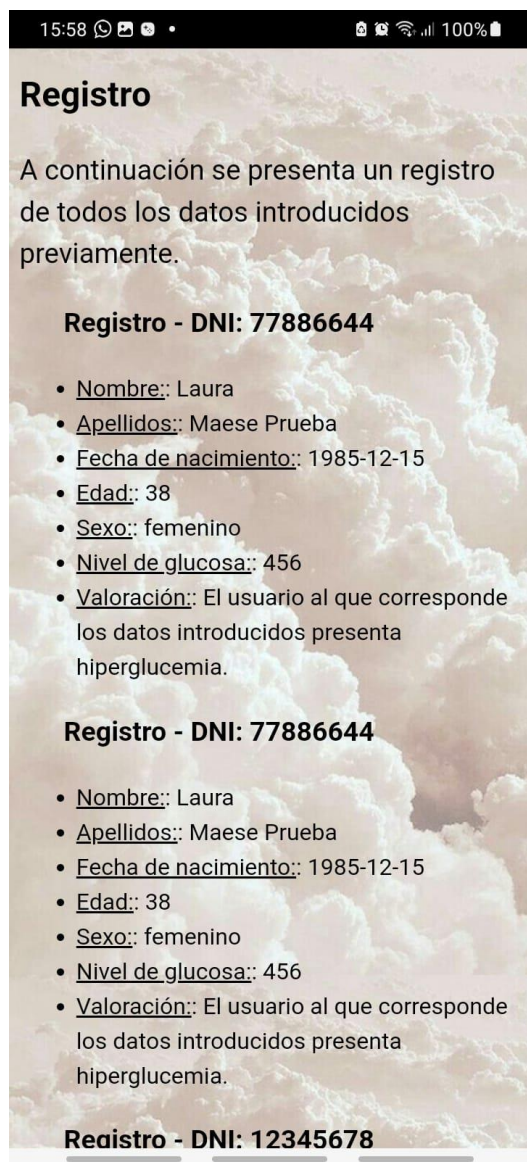 15:58 100%
Registro
A continuación se presenta un registro
de todos los datos introducidos
previamente.
Registro - DNI: 77886644
• Nombre:: Laura
• Apellidos:: Maese Prueba
• Fecha de nacimiento:: 1985-12-15
• Edad:: 38
• Sexo:: femenino
• Nivel de glucosa:: 456
• Valoración:: El usuario al que corresponde
los datos introducidos presenta
hiperglucemia.
Registro - DNI: 77886644
• Nombre:: Laura
• Apellidos:: Maese Prueba
• Fecha de nacimiento:: 1985-12-15
• Edad:: 38
• Sexo:: femenino
• Nivel de glucosa:: 456
• Valoración:: El usuario al que corresponde
los datos introducidos presenta
hiperglucemia.
Registro - DNI: 12345678